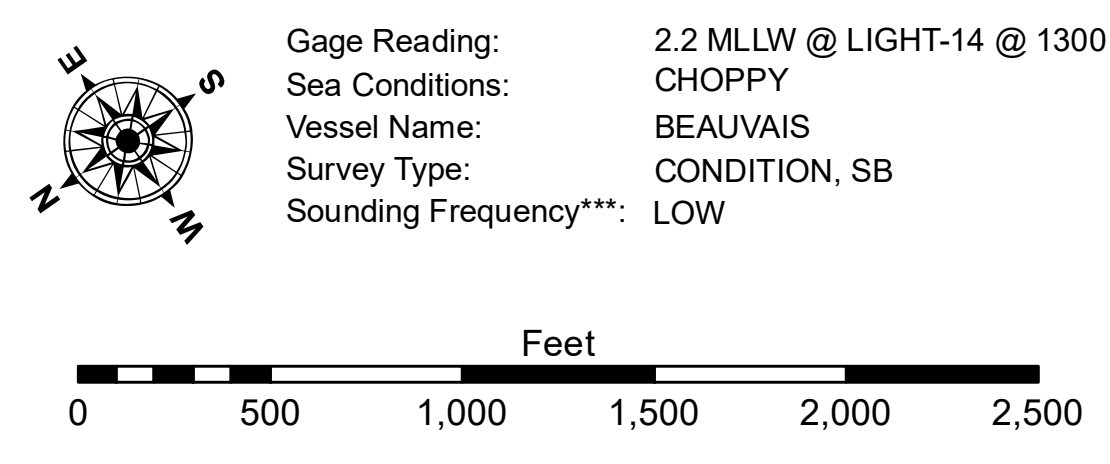 E
S
N
W
Gage Reading: 2.2 MLLW @ LIGHT-14 @ 1300
Sea Conditions: CHOPPY
Vessel Name: BEAUVAIS
Survey Type: CONDITION, SB
Sounding Frequency***: LOW
Feet
0 500 1,000 1,500 2,000 2,500